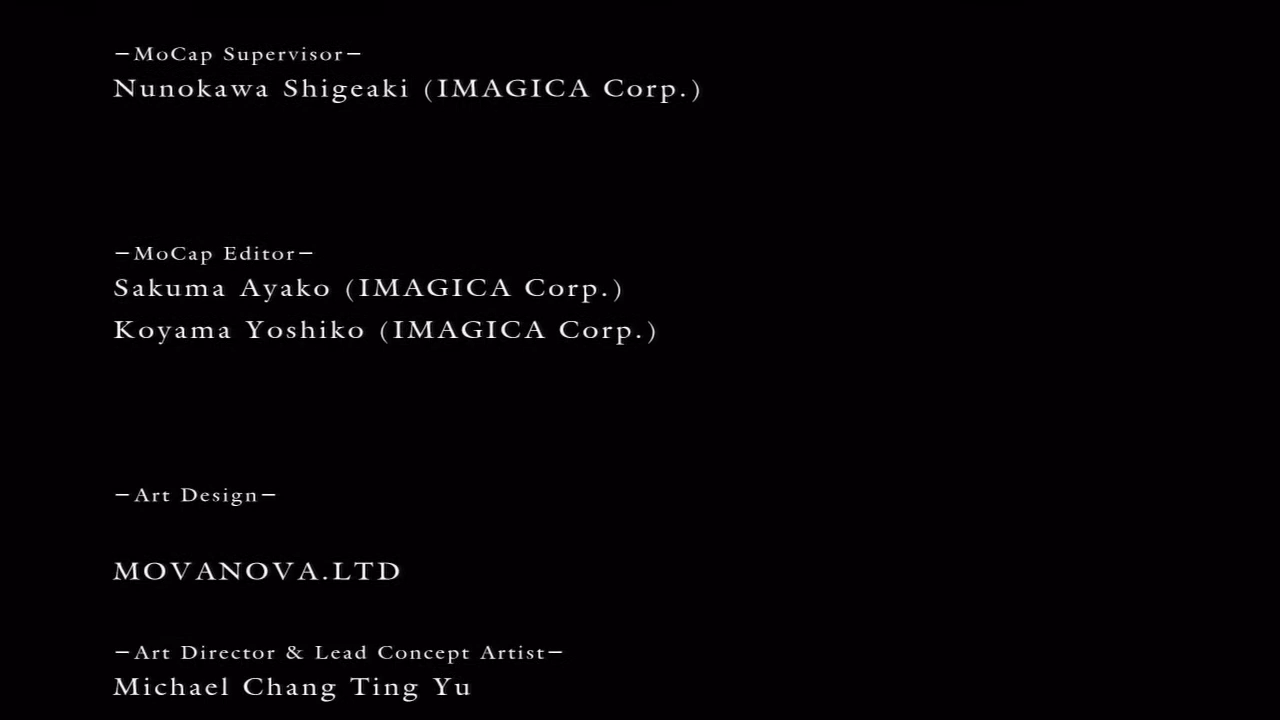 –MoCap Supervisor–
Nunokawa Shigeaki (IMAGICA Corp.)
–MoCap Editor–
Sakuma Ayako (IMAGICA Corp.)
Koyama Yoshiko (IMAGICA Corp.)
–Art Design–
MOVANOVA.LTD
–Art Director & Lead Concept Artist–
Michael Chang Ting Yu